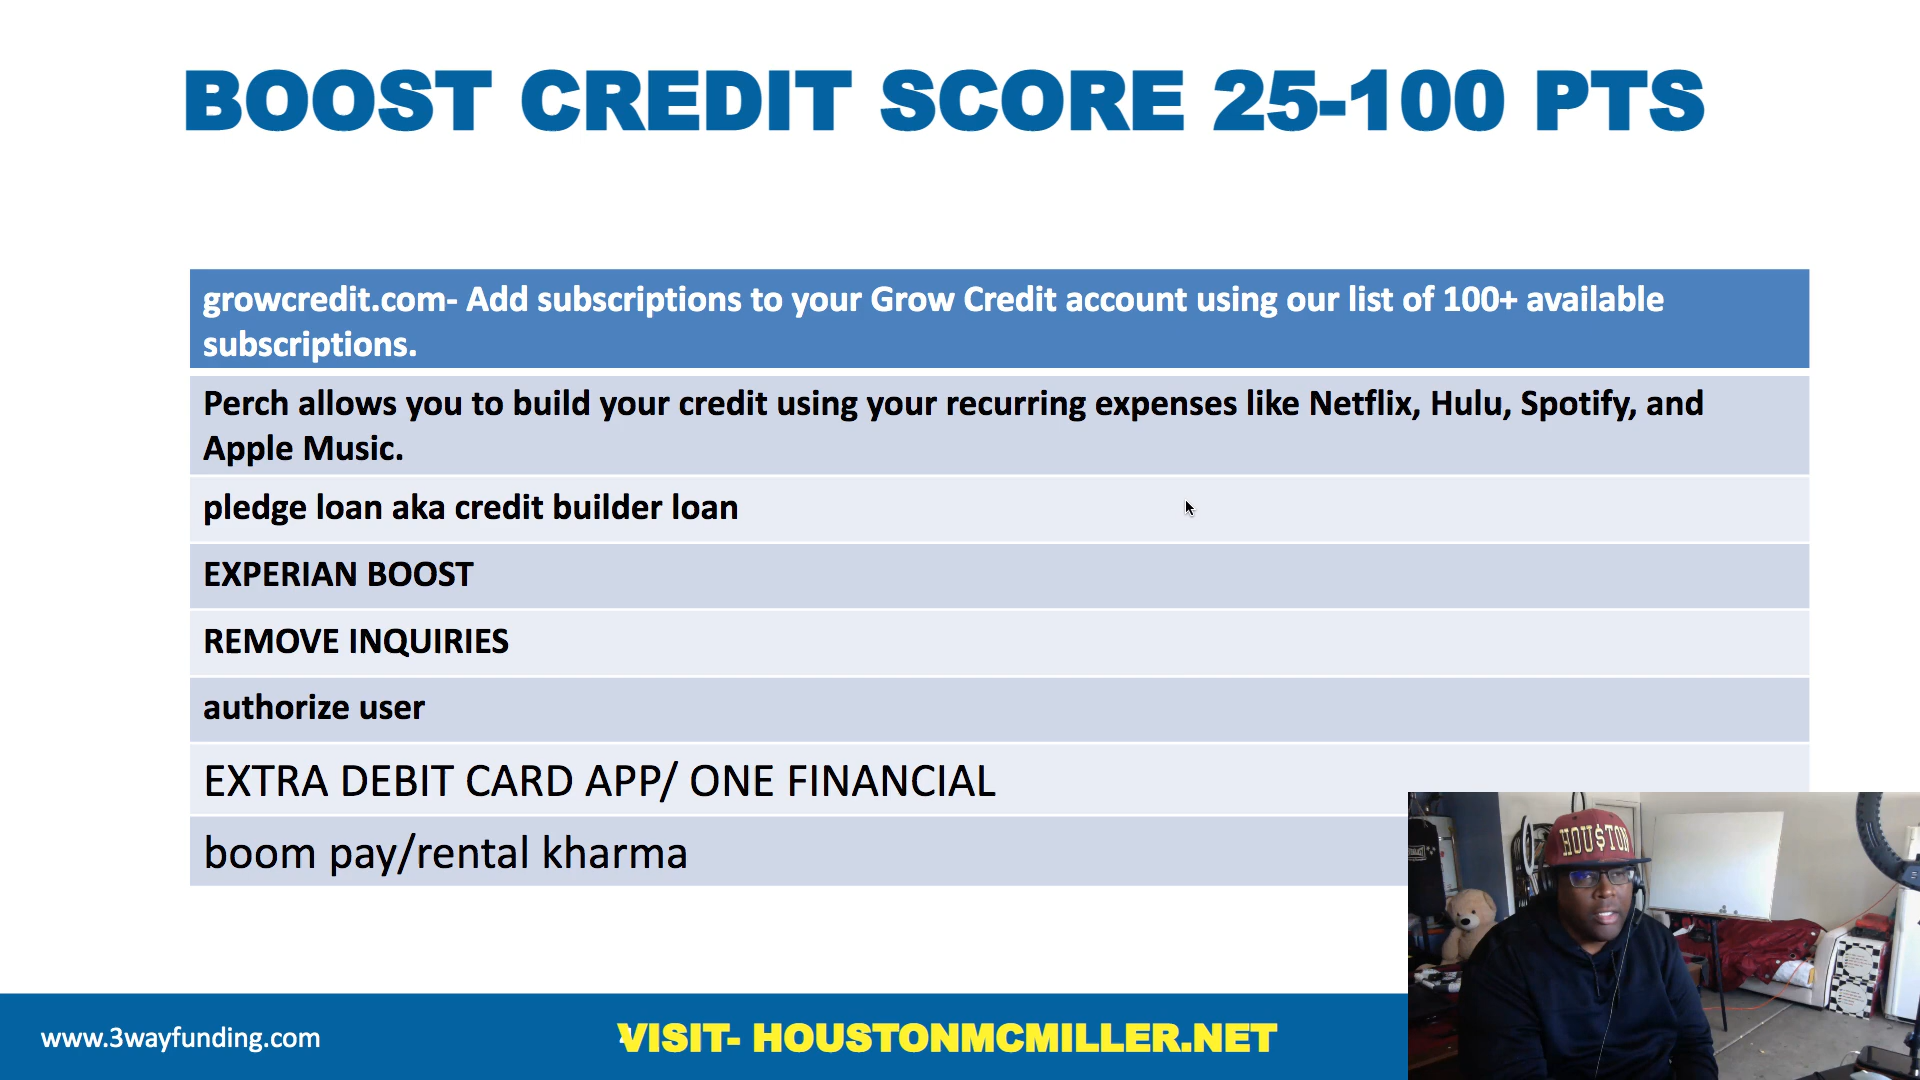 BOOST CREDIT SCORE 25-100 PTS
growcredit.com- Add subscriptions to your Grow Credit account using our list of 100+ available
subscriptions.
Perch allows you to build your credit using your recurring expenses like Netflix, Hulu, Spotify, and
Apple Music.
pledge loan aka credit builder loan
EXPERIAN BOOST
REMOVE INQUIRIES
authorize user
EXTRA DEBIT CARD APP/ ONE FINANCIAL
boom pay/rental kharma
HOU$TON
www.3wayfunding.com
VISIT- HOUSTONMCMILLER.NET